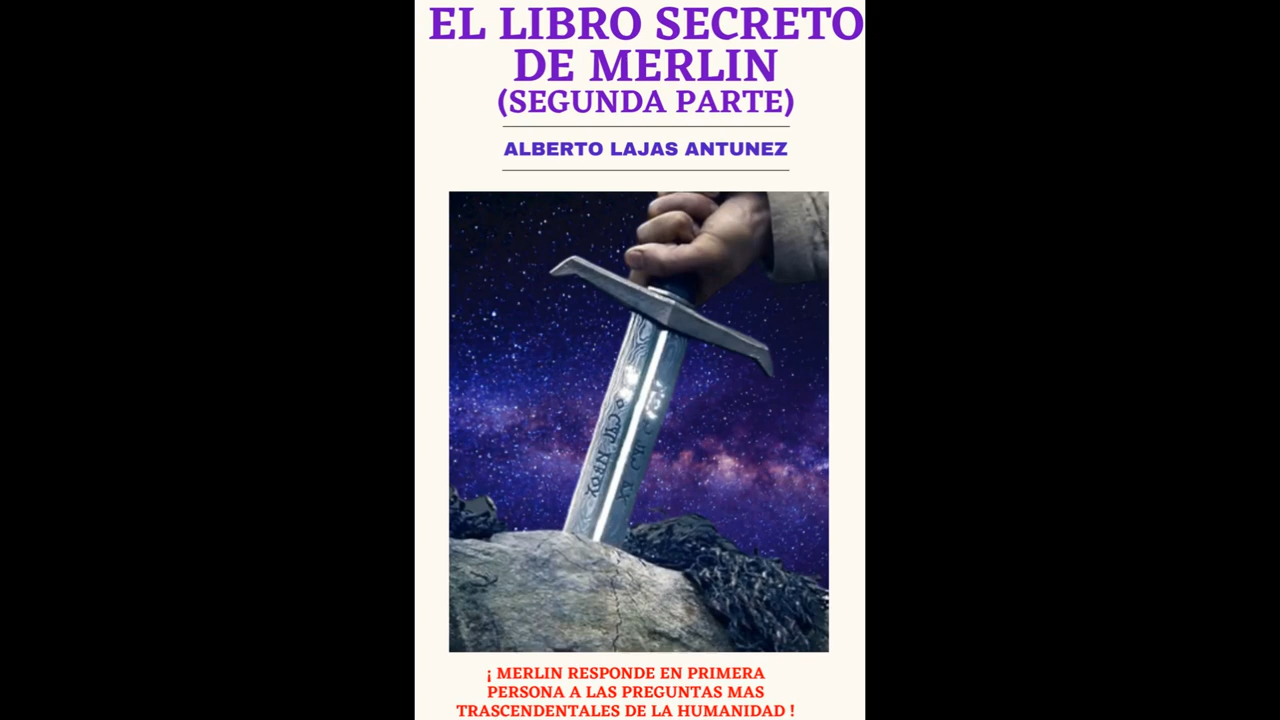 EL LIBRO SECRETO
DE MERLIN
(SEGUNDA PARTE)
ALBERTO LAJAS ANTUNEZ
¡ MERLIN RESPONDE EN PRIMERA
PERSONA A LAS PREGUNTAS MAS
TRASCENDENTALES DE LA HUMANIDAD !